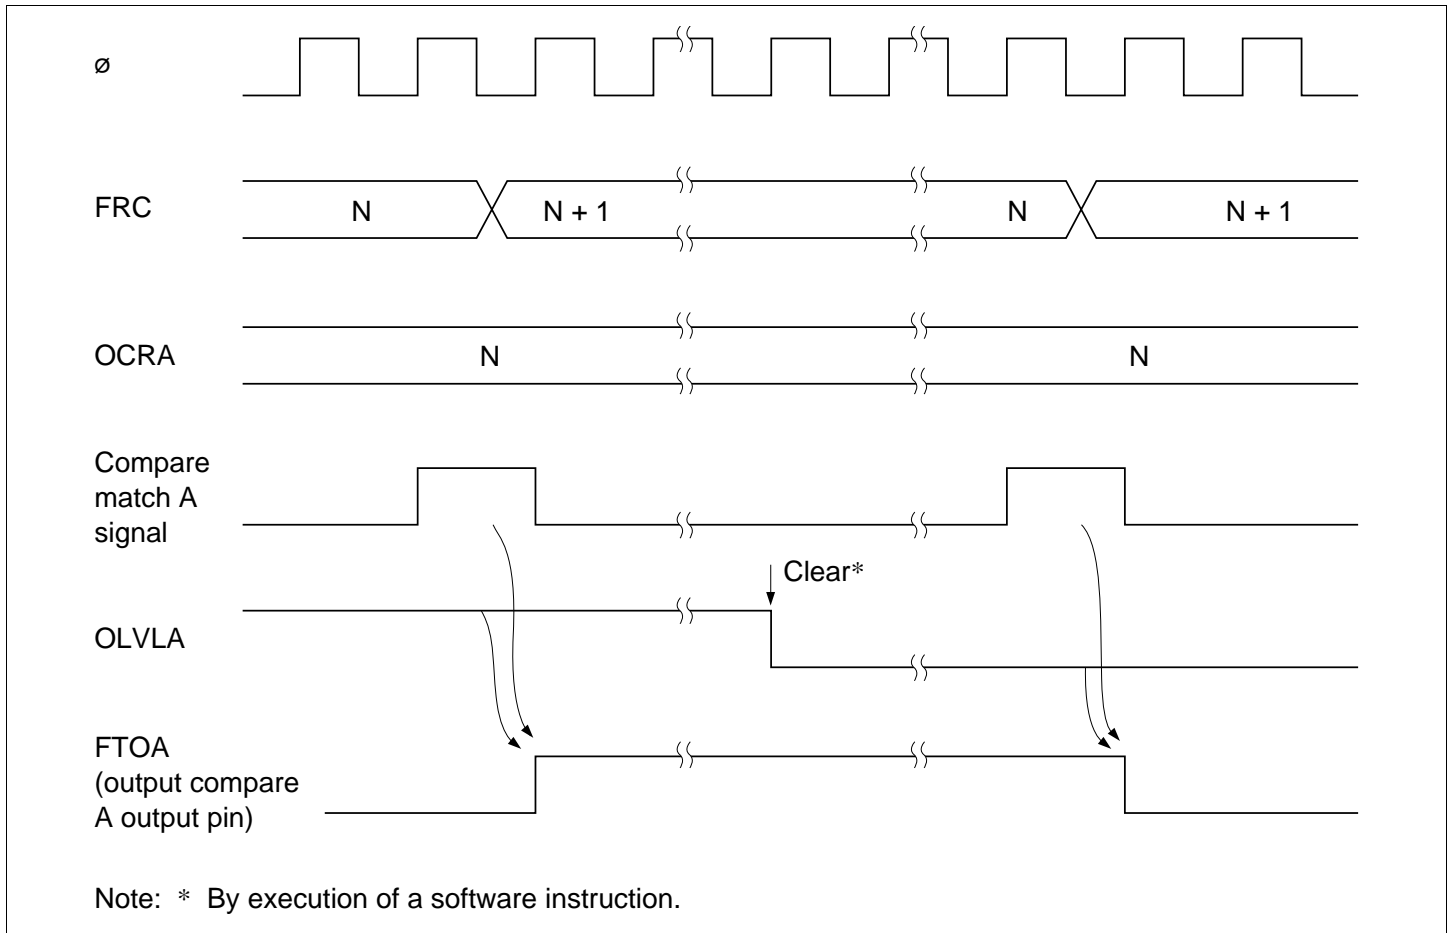 ø
FRC
N
N + 1
N
N + 1
OCRA
N
N
Compare
match A
signal
Clear*
OLVLA
FTOA
(output compare
A output pin)
Note: * By execution of a software instruction.